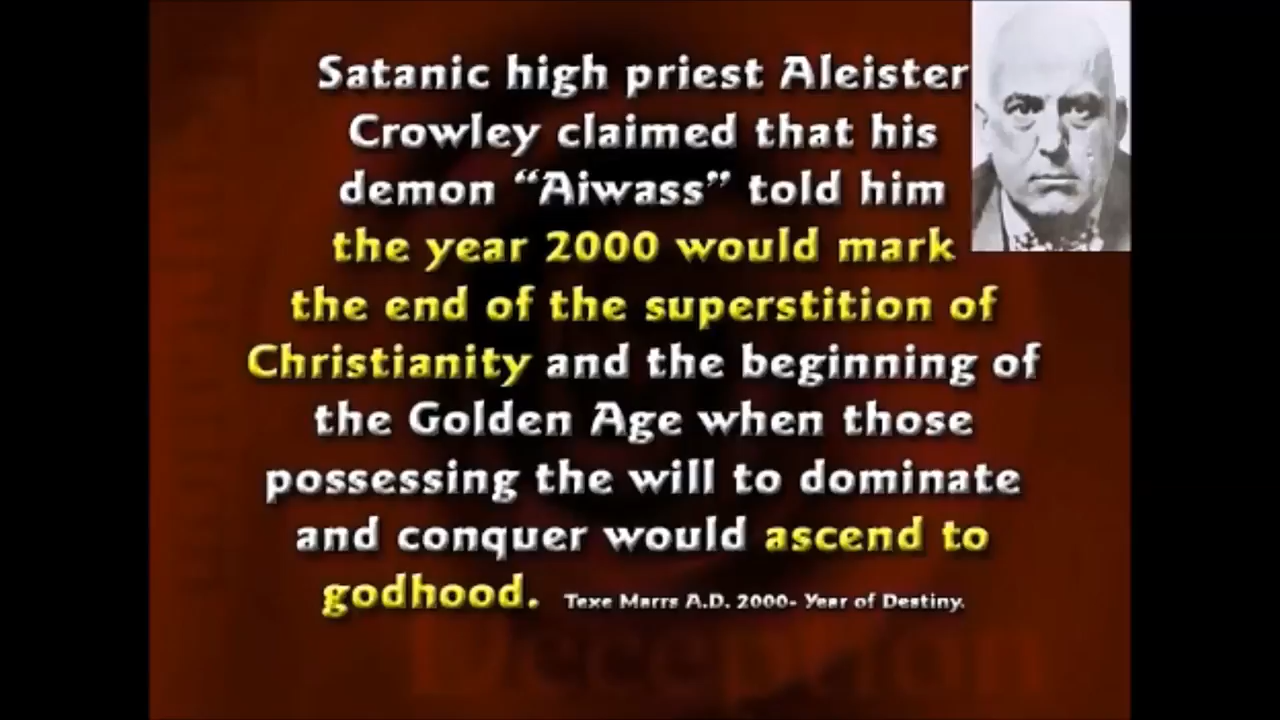 Satanic high priest Aleister
Crowley claimed that his
demon “Aiwass” told him
the year 2000 would mark
the end of the superstition of
Christianity and the beginning of
the Golden Age when those
possessing the will to dominate
and conquer would ascend to
godhood. Texe Marrs A.D. 2000- Year of Destiny.
Deception